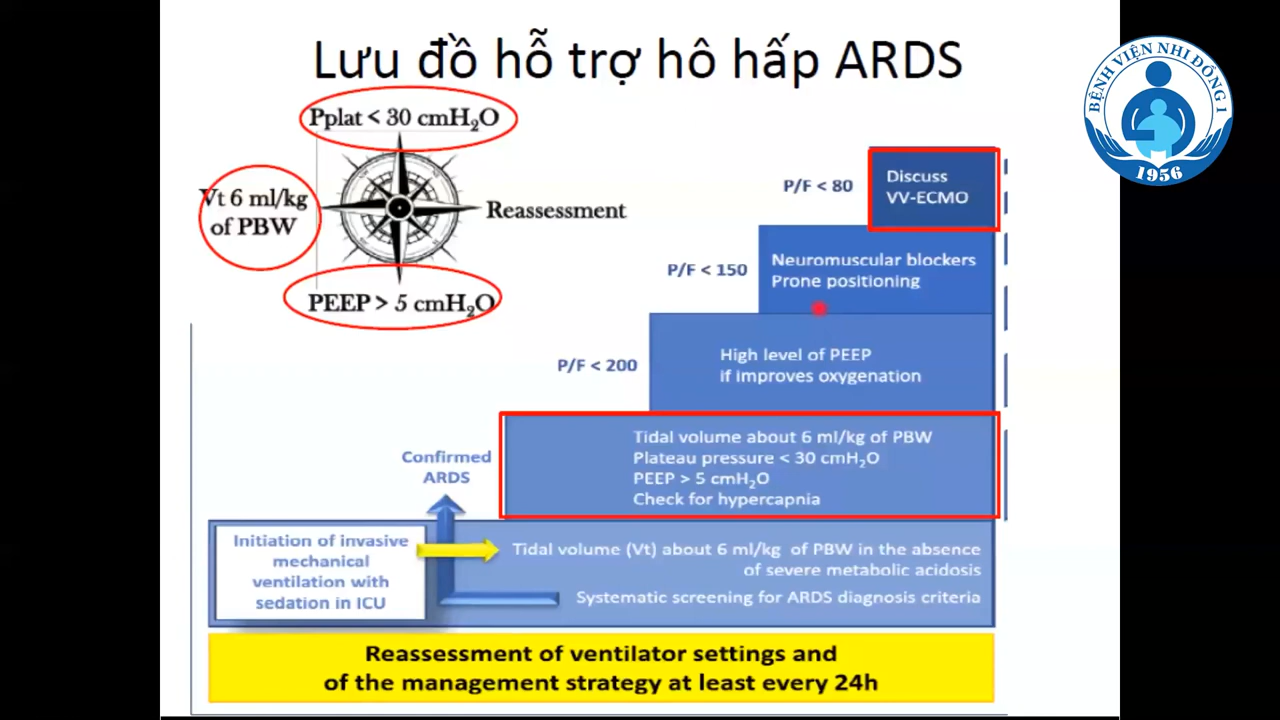 Lưu đồ hỗ trợ hô hấp ARDS
BỆNH VIỆN NHI ĐỒNG 1
1956
Pplat < 30 cmH₂O
Vt 6 ml/kg
of PBW
Reassessment
PEEP > 5 cmH₂O
P/F < 80
Discuss
VV-ECMO
P/F < 150
Neuromuscular blockers
Prone positioning
P/F < 200
High level of PEEP
if improves oxygenation
Confirmed
ARDS
Tidal volume about 6 ml/kg of PBW
Plateau pressure < 30 cmH₂O
PEEP > 5 cmH₂O
Check for hypercapnia
Initiation of invasive
mechanical
ventilation with
sedation in ICU
Tidal volume (Vt) about 6 ml/kg of PBW in the absence
of severe metabolic acidosis
Systematic screening for ARDS diagnosis criteria
Reassessment of ventilator settings and
of the management strategy at least every 24h